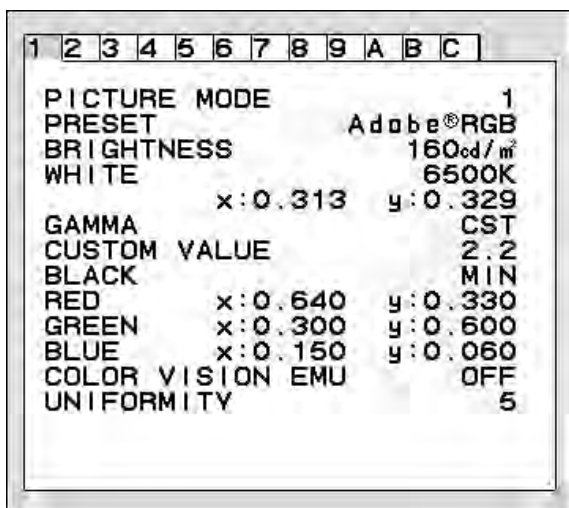 1 2 3 4 5 6 7 8 9 A B C
PICTURE MODE 1
PRESET Adobe®RGB
BRIGHTNESS 160cd/㎡
WHITE 6500K
x:0.313 y:0.329
GAMMA CST
CUSTOM VALUE 2.2
BLACK MIN
RED x:0.640 y:0.330
GREEN x:0.300 y:0.600
BLUE x:0.150 y:0.060
COLOR VISION EMU OFF
UNIFORMITY 5